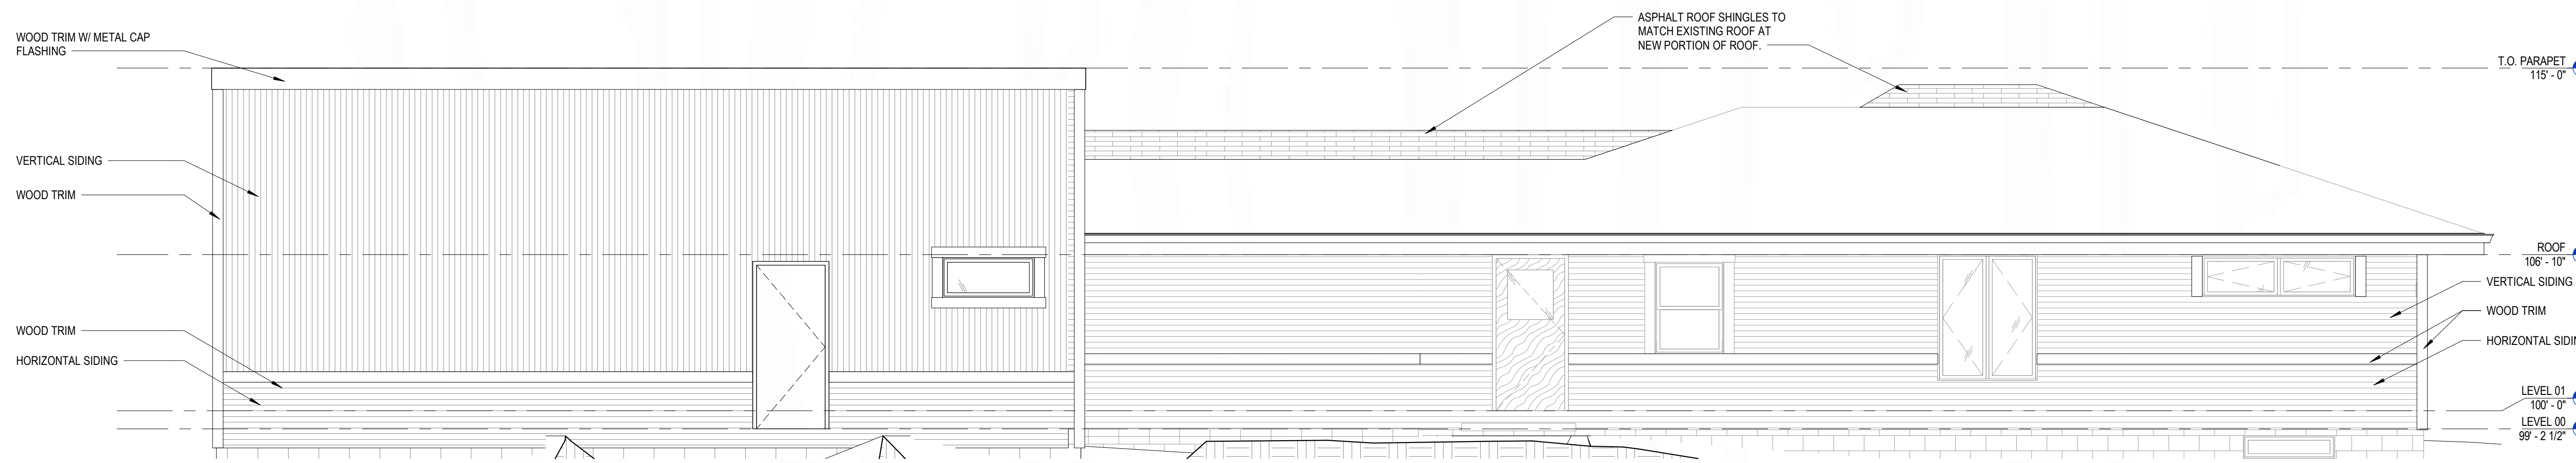 WOOD TRIM W/ METAL CAP
FLASHING
VERTICAL SIDING
WOOD TRIM
WOOD TRIM
HORIZONTAL SIDING
ASPHALT ROOF SHINGLES TO
MATCH EXISTING ROOF AT
NEW PORTION OF ROOF.
T.O. PARAPET
115' - 0"
ROOF
106' - 10"
VERTICAL SIDING
WOOD TRIM
HORIZONTAL SIDIN
LEVEL 01
100' - 0"
LEVEL 00
99' - 2 1/2"